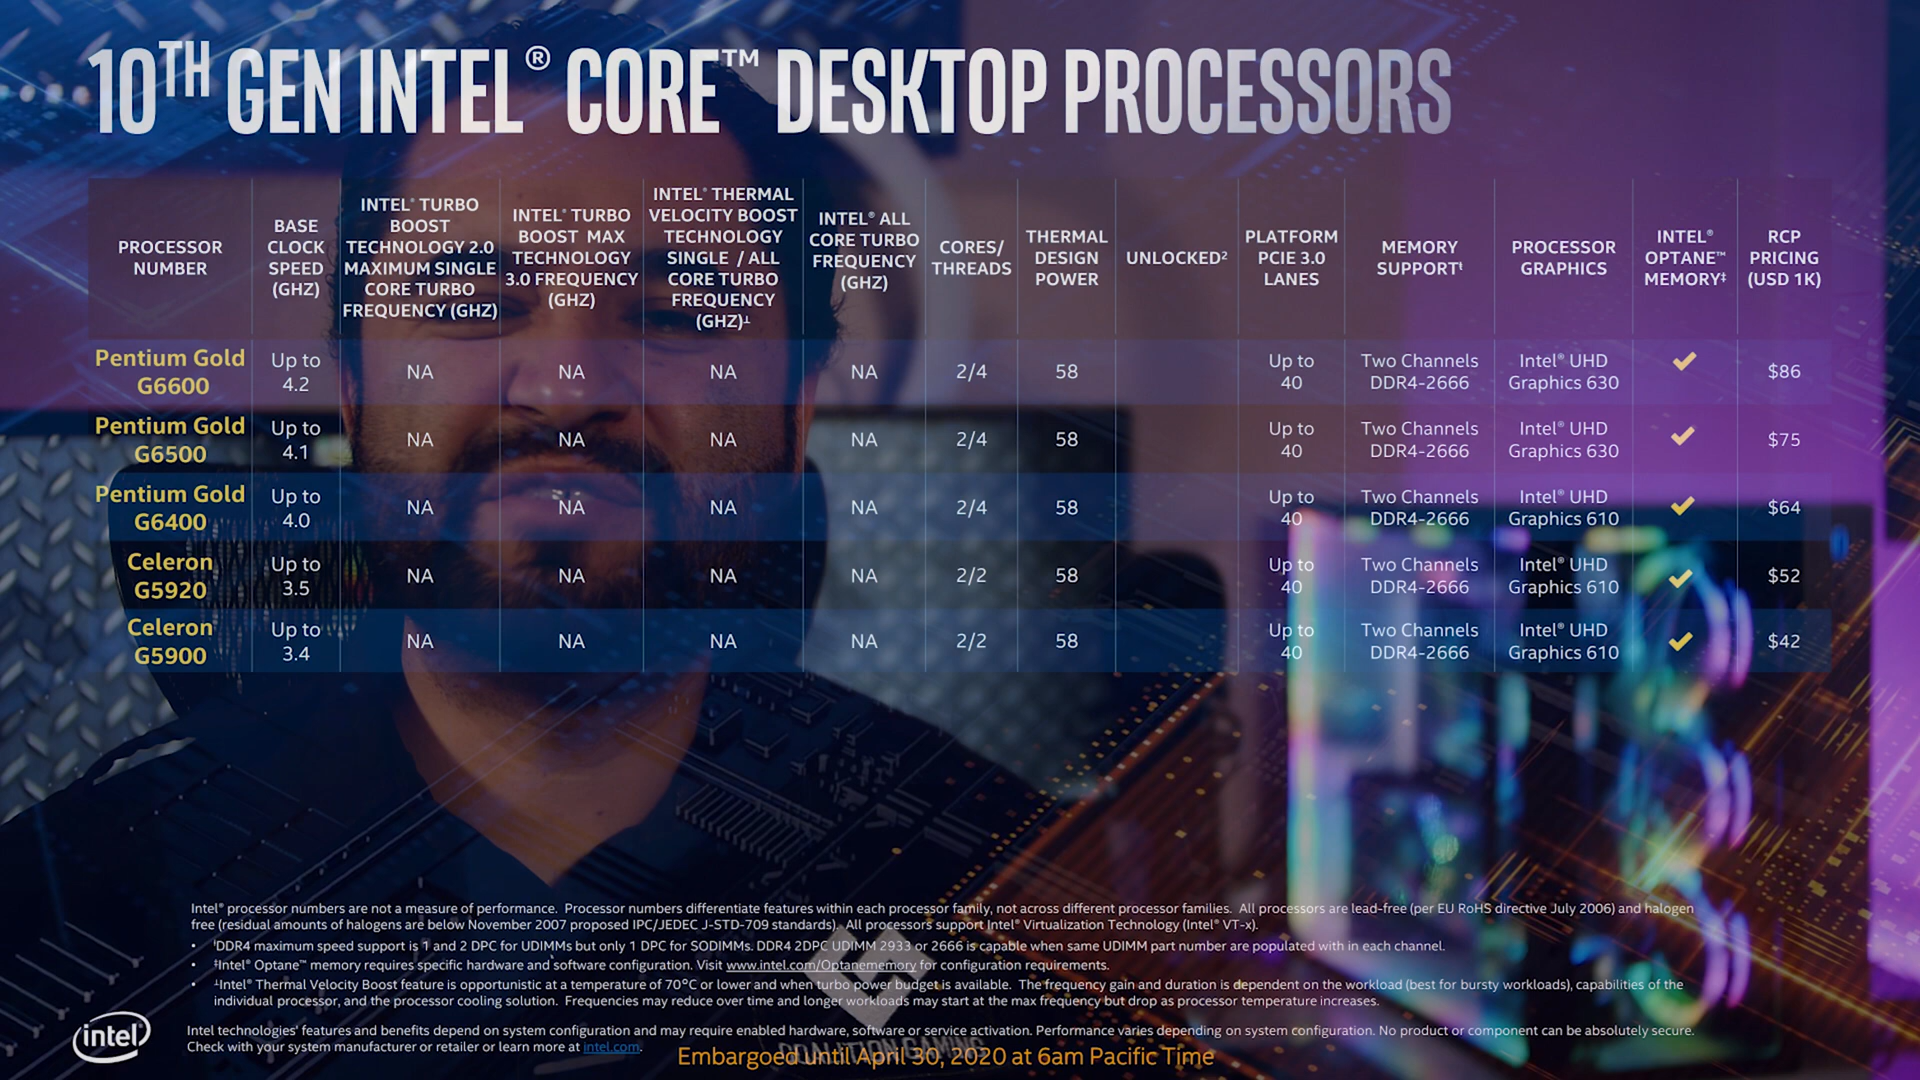 10TH GEN INTEL® CORE™ DESKTOP PROCESSORS
PROCESSOR NUMBER
BASE CLOCK SPEED (GHZ)
INTEL® TURBO BOOST TECHNOLOGY 2.0 MAXIMUM SINGLE CORE TURBO FREQUENCY (GHZ)
INTEL® TURBO BOOST MAX TECHNOLOGY 3.0 FREQUENCY (GHZ)
INTEL® THERMAL VELOCITY BOOST TECHNOLOGY SINGLE / ALL CORE TURBO FREQUENCY (GHZ)⊥
INTEL® ALL CORE TURBO FREQUENCY (GHZ)
CORES/ THREADS
THERMAL DESIGN POWER
UNLOCKED²
PLATFORM PCIE 3.0 LANES
MEMORY SUPPORT¹
PROCESSOR GRAPHICS
INTEL® OPTANE™ MEMORY‡
RCP PRICING (USD 1K)
Pentium Gold G6600 Up to 4.2 NA NA NA NA 2/4 58 Up to 40 Two Channels DDR4-2666 Intel® UHD Graphics 630 ✔ $86
Pentium Gold G6500 Up to 4.1 NA NA NA NA 2/4 58 Up to 40 Two Channels DDR4-2666 Intel® UHD Graphics 630 ✔ $75
Pentium Gold G6400 Up to 4.0 NA NA NA NA 2/4 58 Up to 40 Two Channels DDR4-2666 Intel® UHD Graphics 610 ✔ $64
Celeron G5920 Up to 3.5 NA NA NA NA 2/2 58 Up to 40 Two Channels DDR4-2666 Intel® UHD Graphics 610 ✔ $52
Celeron G5900 Up to 3.4 NA NA NA NA 2/2 58 Up to 40 Two Channels DDR4-2666 Intel® UHD Graphics 610 ✔ $42
Intel® processor numbers are not a measure of performance. Processor numbers differentiate features within each processor family, not across different processor families. All processors are lead-free (per EU RoHS directive July 2006) and halogen
free (residual amounts of halogens are below November 2007 proposed IPC/JEDEC J-STD-709 standards). All processors support Intel® Virtualization Technology (Intel® VT-x).
• ¹DDR4 maximum speed support is 1 and 2 DPC for UDIMMs but only 1 DPC for SODIMMs. DDR4 2DPC UDIMM 2933 or 2666 is capable when same UDIMM part number are populated with in each channel.
• ‡Intel® Optane™ memory requires specific hardware and software configuration. Visit www.intel.com/Optanememory for configuration requirements.
• ⊥Intel® Thermal Velocity Boost feature is opportunistic at a temperature of 70°C or lower and when turbo power budget is available. The frequency gain and duration is dependent on the workload (best for bursty workloads), capabilities of the
individual processor, and the processor cooling solution. Frequencies may reduce over time and longer workloads may start at the max frequency but drop as processor temperature increases.
Intel technologies' features and benefits depend on system configuration and may require enabled hardware, software or service activation. Performance varies depending on system configuration. No product or component can be absolutely secure.
Check with your system manufacturer or retailer or learn more at intel.com.
intel®
Embargoed until April 30, 2020 at 6am Pacific Time
COALITION GAMING